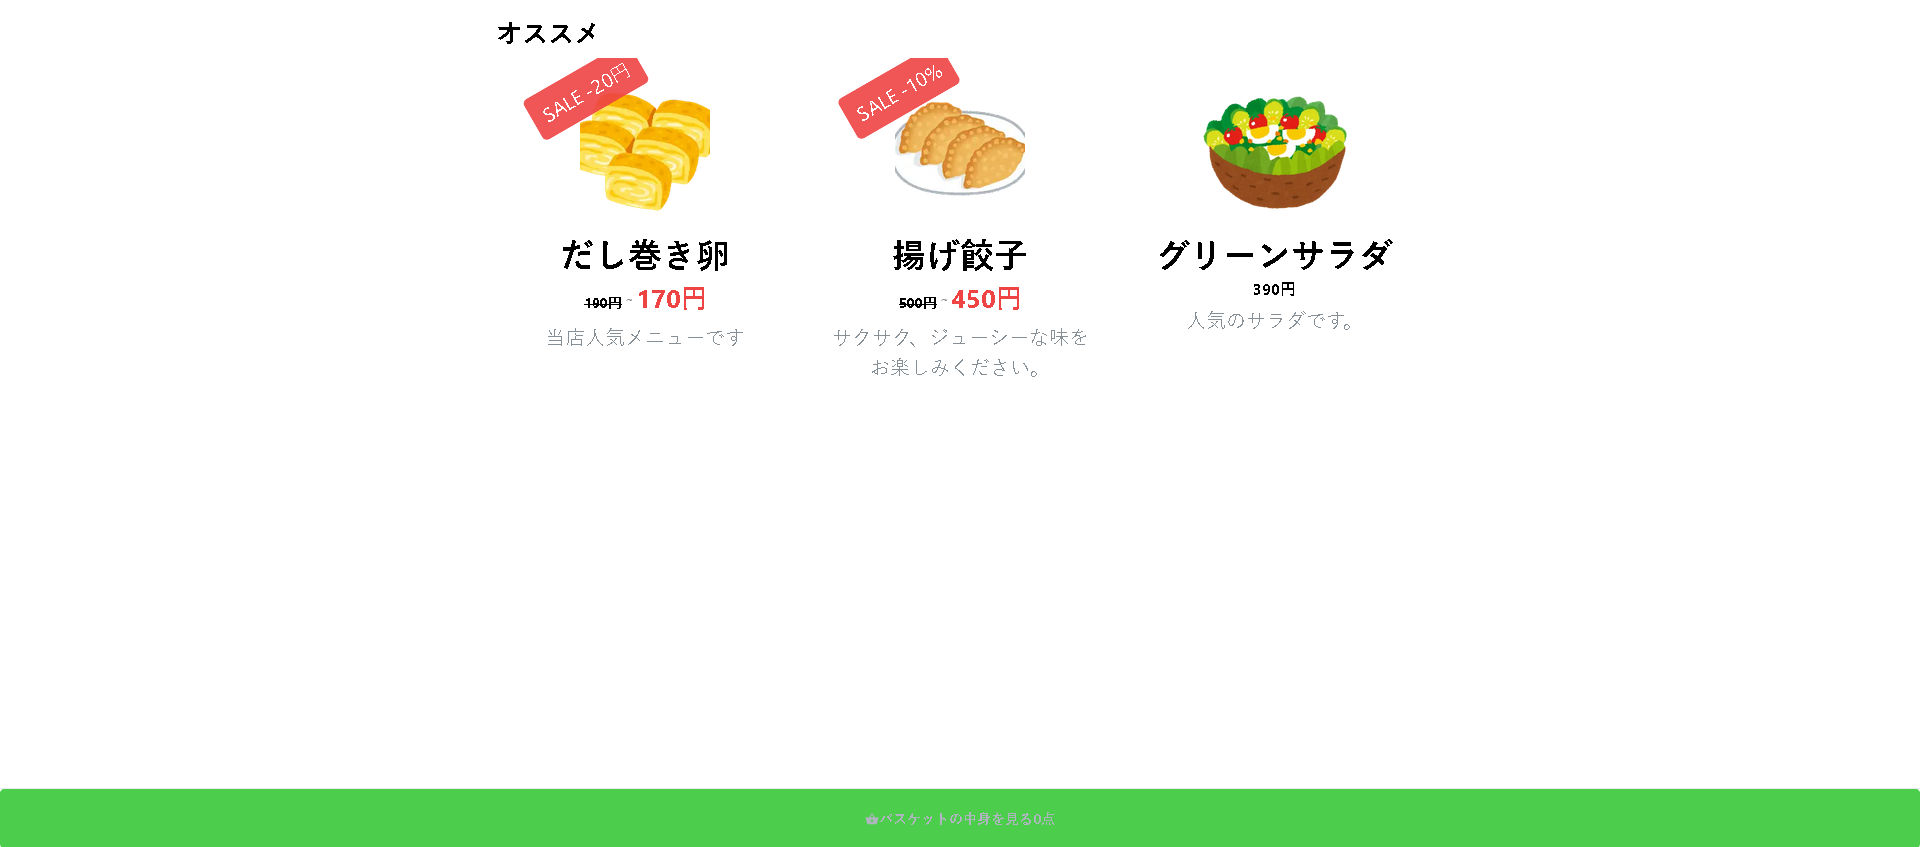 オススメ
SALE -20円
だし巻き卵
190円 ~ 170円
当店人気メニューです
SALE -10%
揚げ餃子
500円 ~ 450円
サクサク、ジューシーな味を
お楽しみください。
グリーンサラダ
390円
人気のサラダです。
バスケットの中身を見る0点